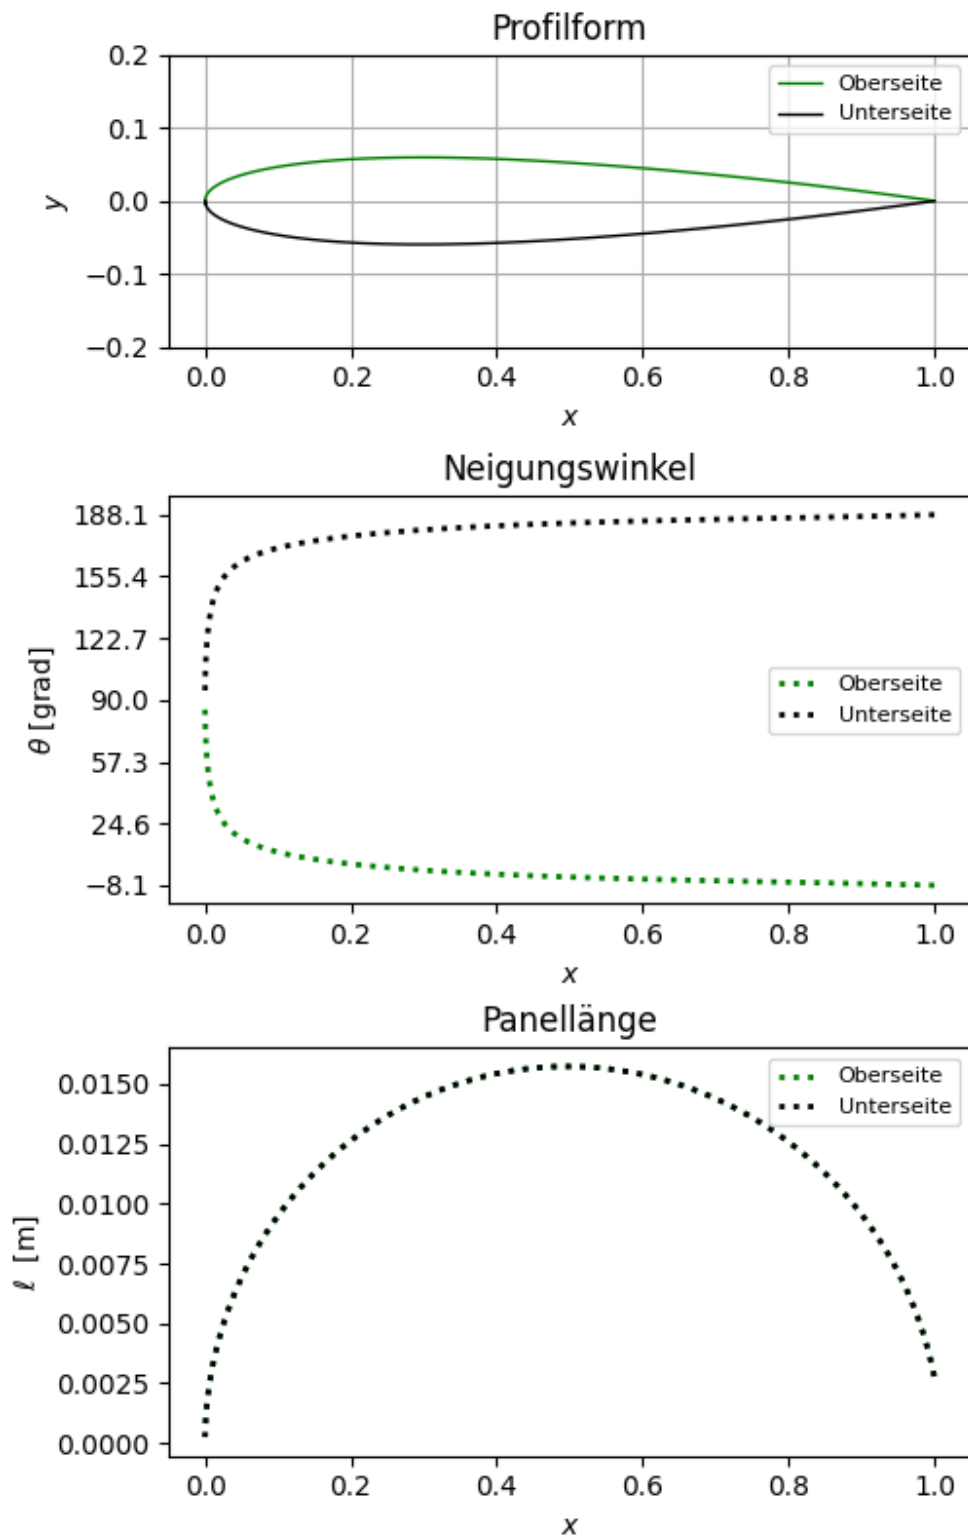 Profilform
0.2
0.1
0.0
−0.1
−0.2
y
Oberseite
Unterseite
0.0 0.2 0.4 0.6 0.8 1.0
x
Neigungswinkel
188.1
155.4
122.7
90.0
57.3
24.6
−8.1
θ [grad]
Oberseite
Unterseite
0.0 0.2 0.4 0.6 0.8 1.0
x
Panellänge
0.0150
0.0125
0.0100
0.0075
0.0050
0.0025
0.0000
ℓ [m]
Oberseite
Unterseite
0.0 0.2 0.4 0.6 0.8 1.0
x